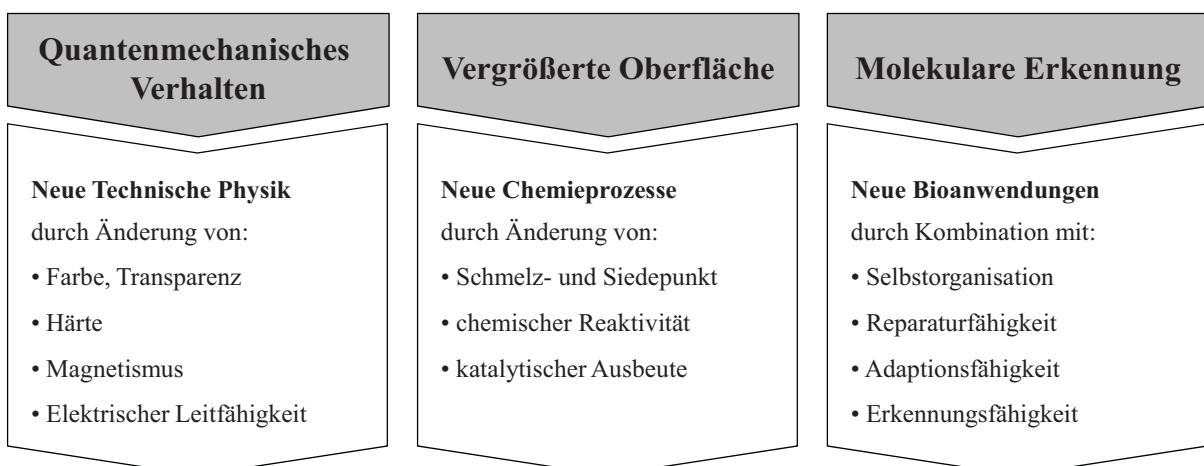 Quantenmechanisches
Verhalten
Neue Technische Physik
durch Änderung von:
• Farbe, Transparenz
• Härte
• Magnetismus
• Elektrischer Leitfähigkeit
Vergrößerte Oberfläche
Neue Chemieprozesse
durch Änderung von:
• Schmelz- und Siedepunkt
• chemischer Reaktivität
• katalytischer Ausbeute
Molekulare Erkennung
Neue Bioanwendungen
durch Kombination mit:
• Selbstorganisation
• Reparaturfähigkeit
• Adaptionsfähigkeit
• Erkennungsfähigkeit